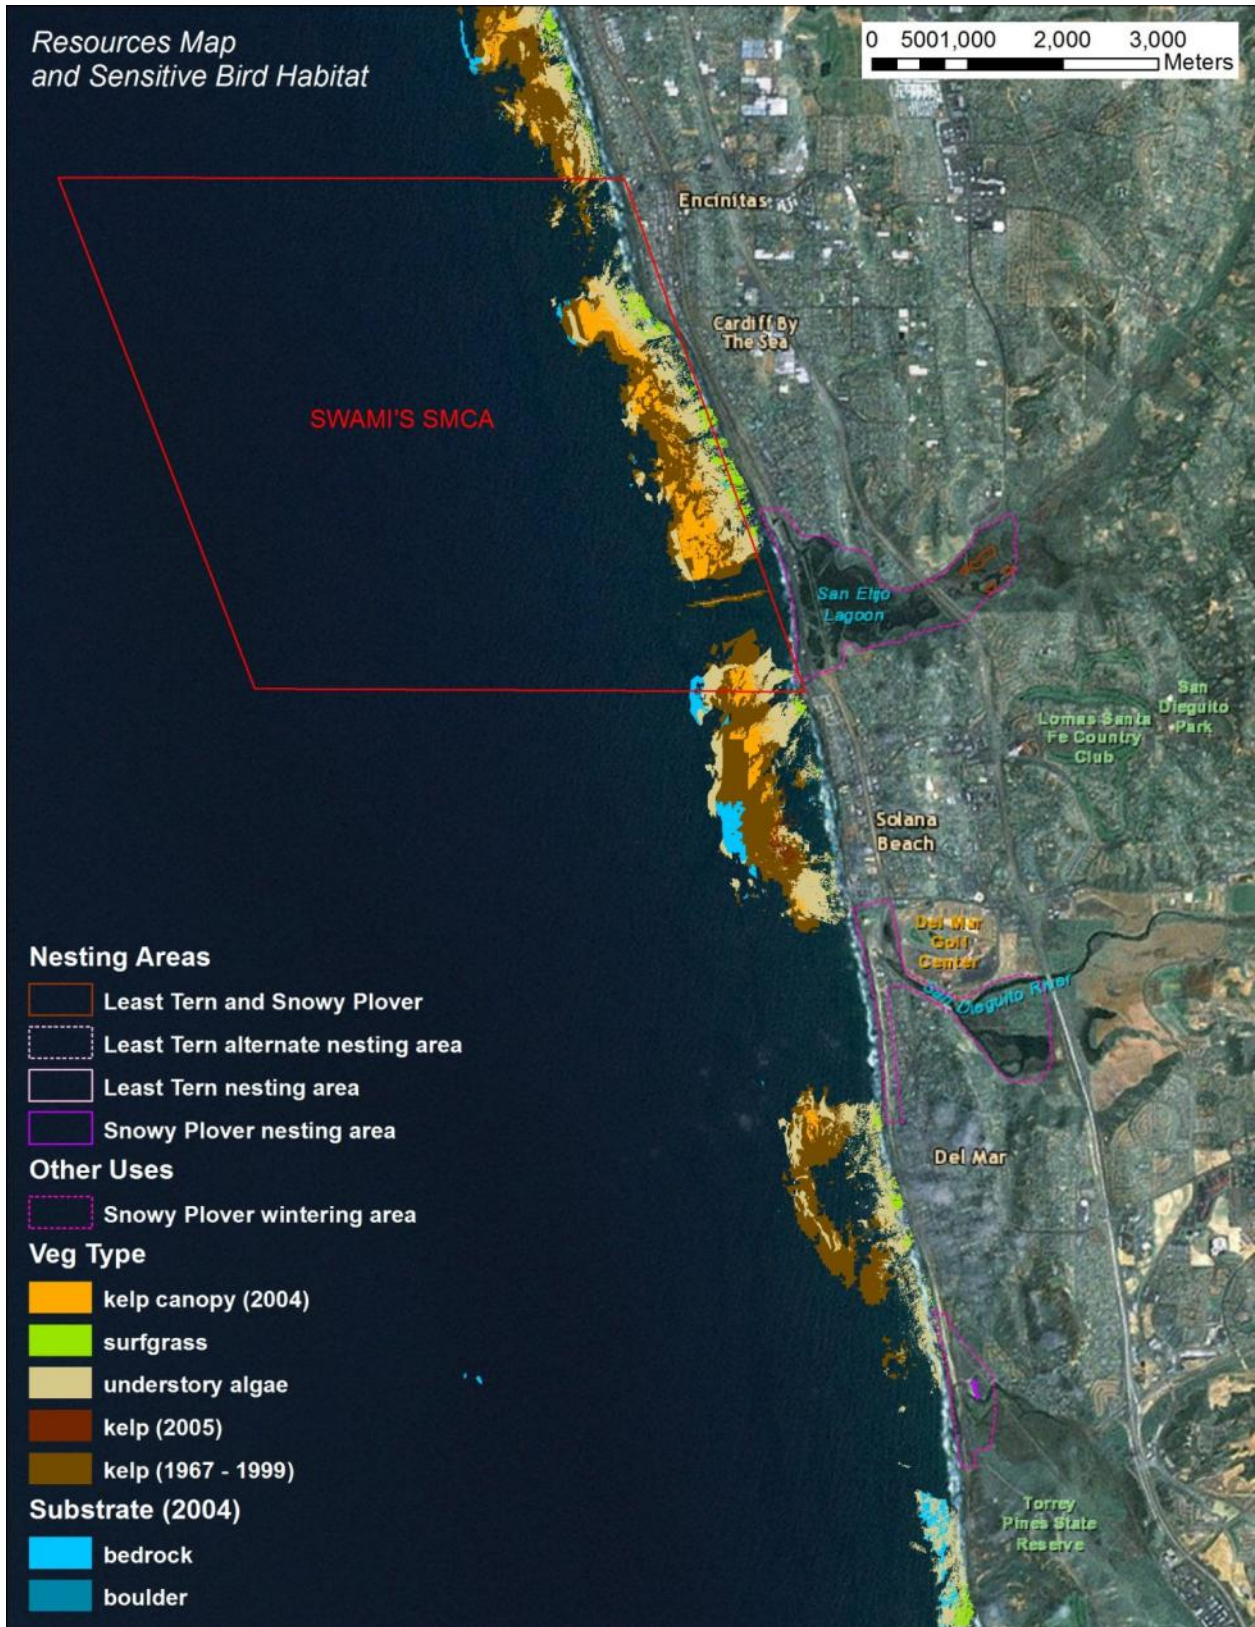 Resources Map
and Sensitive Bird Habitat
0 5001,000 2,000 3,000
Meters
Encinitas
Cardiff By
The Sea
SWAMI'S SMCA
San Elijo
Lagoon
San
Dieguito
Park
Lomas Santa
Fe Country
Club
Solana
Beach
Del Mar
Golf
Center
San Dieguito River
Del Mar
Torrey
Pines State
Reserve
Nesting Areas
Least Tern and Snowy Plover
Least Tern alternate nesting area
Least Tern nesting area
Snowy Plover nesting area
Other Uses
Snowy Plover wintering area
Veg Type
kelp canopy (2004)
surfgrass
understory algae
kelp (2005)
kelp (1967 - 1999)
Substrate (2004)
bedrock
boulder